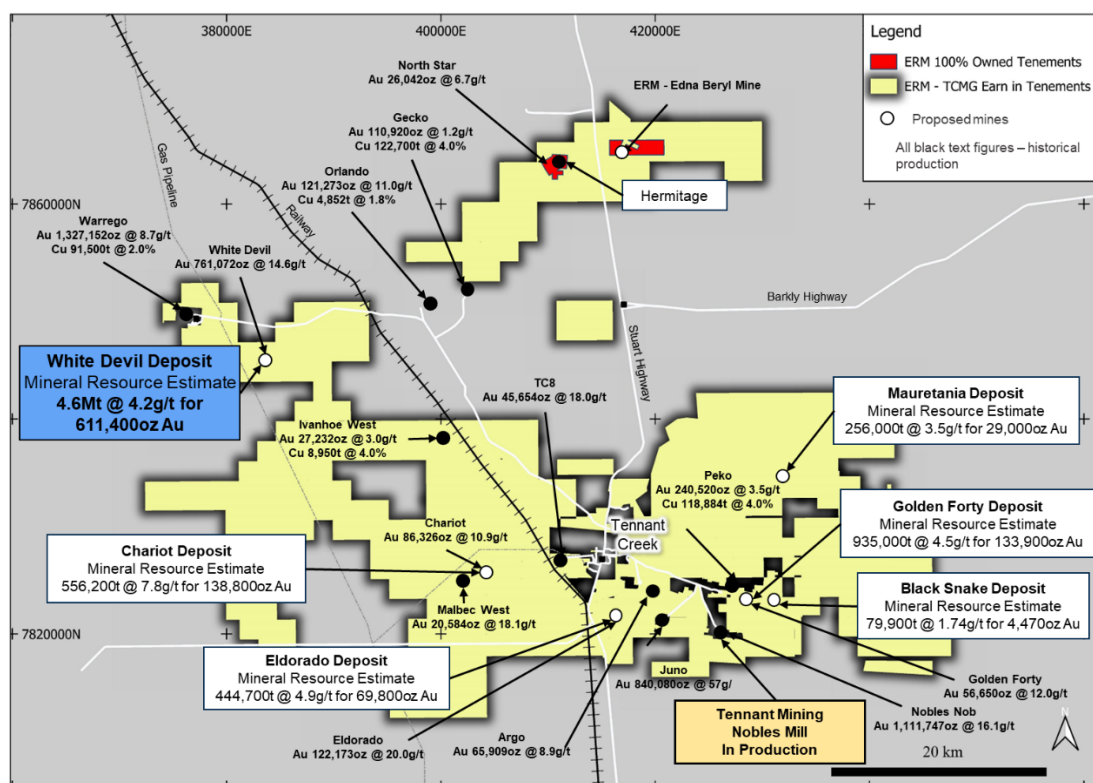 380000E
400000E
420000E
Legend
ERM 100% Owned Tenements
ERM - TCMG Earn in Tenements
Proposed mines
All black text figures – historical
production
North Star
Au 26,042oz @ 6.7g/t
ERM - Edna Beryl Mine
Gecko
Au 110,920oz @ 1.2g/t
Cu 122,700t @ 4.0%
Orlando
Au 121,273oz @ 11.0g/t
Cu 4,852t @ 1.8%
Hermitage
Gas Pipeline
Railway
7860000N
Warrego
Au 1,327,152oz @ 8.7g/t
Cu 91,500t @ 2.0%
White Devil
Au 761,072oz @ 14.6g/t
Barkly Highway
Stuart Highway
White Devil Deposit
Mineral Resource Estimate
4.6Mt @ 4.2g/t for
611,400oz Au
TC8
Au 45,654oz @ 18.0g/t
Mauretania Deposit
Mineral Resource Estimate
256,000t @ 3.5g/t for 29,000oz Au
Ivanhoe West
Au 27,232oz @ 3.0g/t
Cu 8,950t @ 4.0%
Peko
Au 240,520oz @ 3.5g/t
Cu 118,884t @ 4.0%
Golden Forty Deposit
Mineral Resource Estimate
935,000t @ 4.5g/t for 133,900oz Au
Tennant
Creek
Chariot
Au 86,326oz @ 10.9g/t
Chariot Deposit
Mineral Resource Estimate
556,200t @ 7.8g/t for 138,800oz Au
Black Snake Deposit
Mineral Resource Estimate
79,900t @ 1.74g/t for 4,470oz Au
Malbec West
Au 20,584oz @ 18.1g/t
7820000N
Eldorado Deposit
Mineral Resource Estimate
444,700t @ 4.9g/t for 69,800oz Au
Juno
Au 840,080oz @ 57g/
Golden Forty
Au 56,650oz @ 12.0g/t
Tennant Mining
Nobles Mill
In Production
Nobles Nob
Au 1,111,747oz @ 16.1g/t
Eldorado
Au 122,173oz @ 20.0g/t
Argo
Au 65,909oz @ 8.9g/t
N
20 km